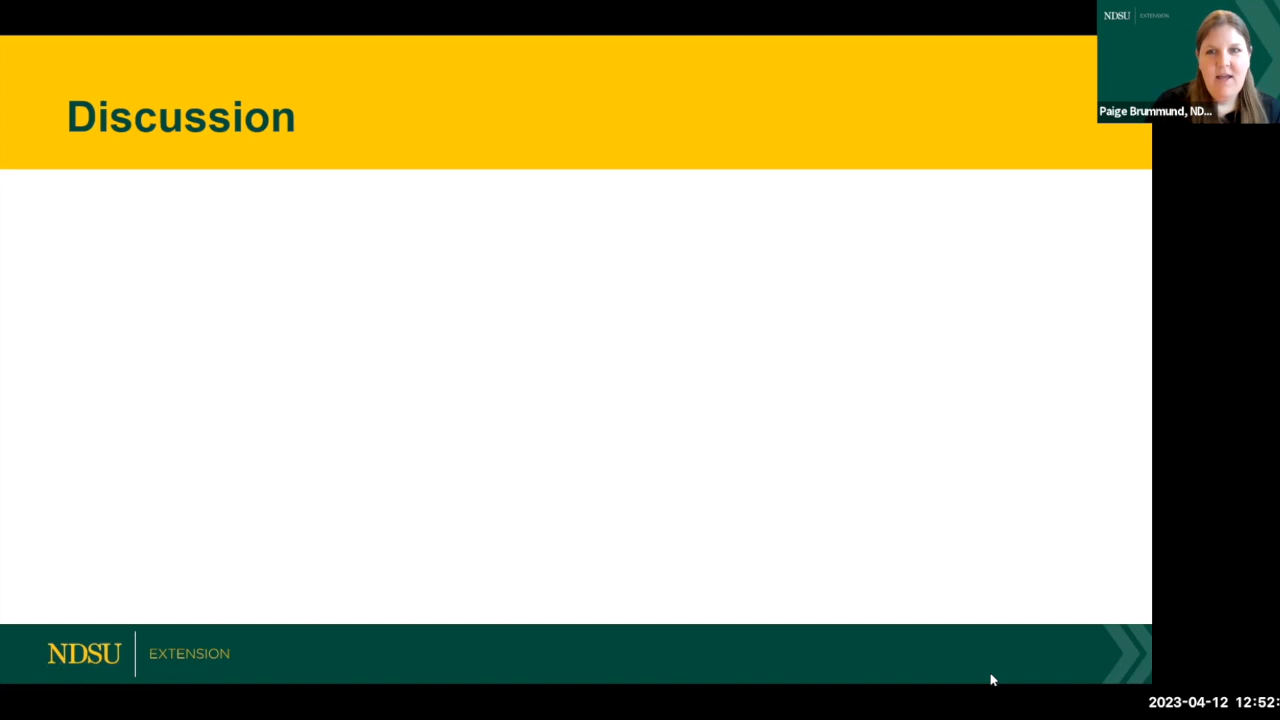 NDSU EXTENSION
Discussion
Paige Brummund, ND...
NDSU EXTENSION
2023-04-12 12:52: